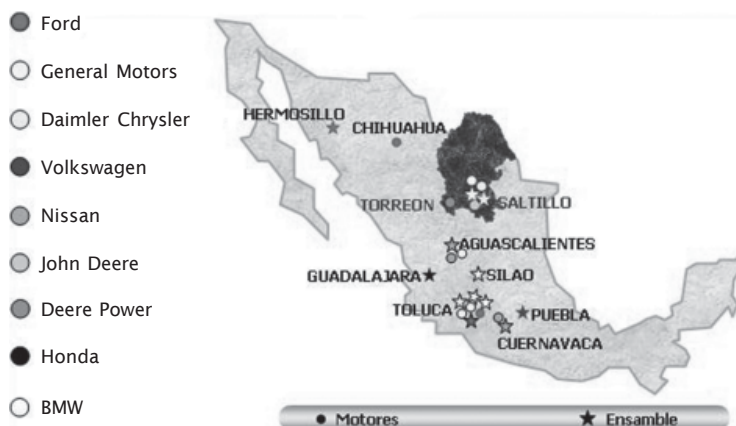 Ford
General Motors
Daimler Chrysler
Volkswagen
Nissan
John Deere
Deere Power
Honda
BMW
HERMOSILLO
CHIHUAHUA
TORREON
SALTILLO
AGUASCALIENTES
GUADALAJARA
SILAO
TOLUCA
PUEBLA
CUERNAVACA
Motores
Ensamble